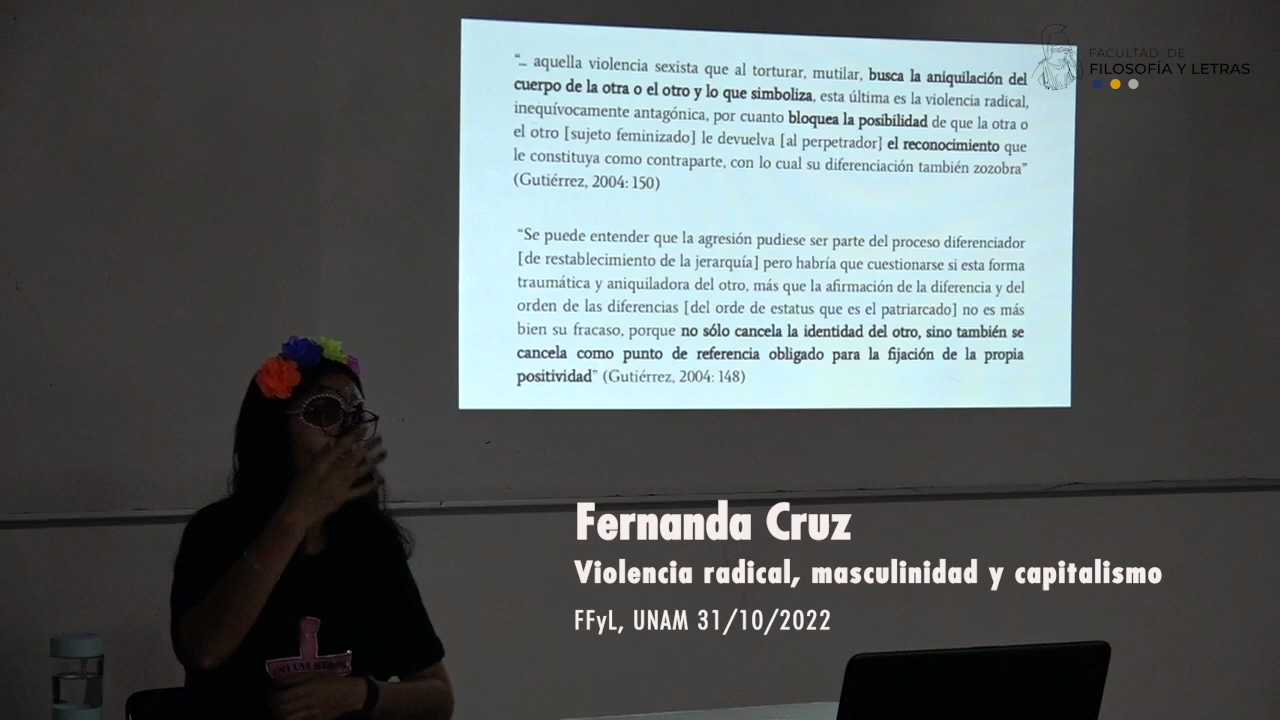 FACULTAD DE
FILOSOFÍA Y LETRAS
“... aquella violencia sexista que al torturar, mutilar, busca la aniquilación del
cuerpo de la otra o el otro y lo que simboliza, esta última es la violencia radical,
inequívocamente antagónica, por cuanto bloquea la posibilidad de que la otra o
el otro [sujeto feminizado] le devuelva [al perpetrador] el reconocimiento que
le constituya como contraparte, con lo cual su diferenciación también zozobra”
(Gutiérrez, 2004: 150)
“Se puede entender que la agresión pudiese ser parte del proceso diferenciador
[de restablecimiento de la jerarquía] pero habría que cuestionarse si esta forma
traumática y aniquiladora del otro, más que la afirmación de la diferencia y del
orden de las diferencias [del orde de estatus que es el patriarcado] no es más
bien su fracaso, porque no sólo cancela la identidad del otro, sino también se
cancela como punto de referencia obligado para la fijación de la propia
positividad” (Gutiérrez, 2004: 148)
Fernanda Cruz
Violencia radical, masculinidad y capitalismo
FFyL, UNAM 31/10/2022